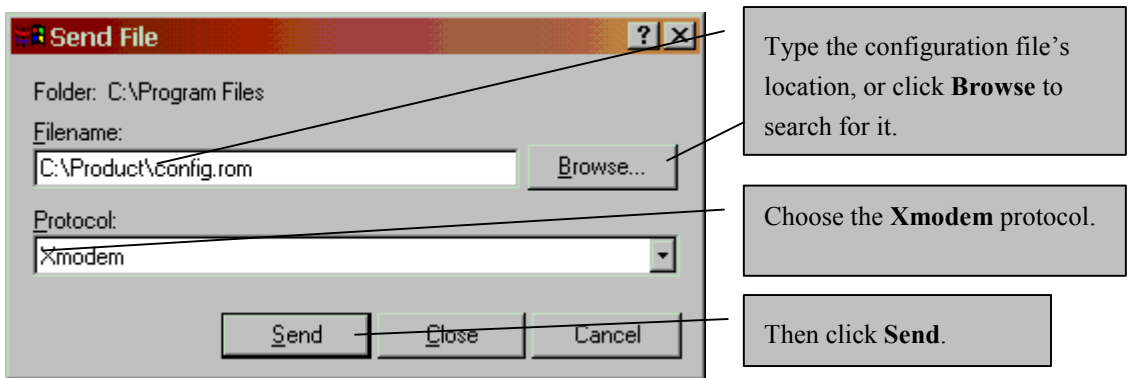 Send File
Folder: C:\Program Files
Filename:
C:\Product\config.rom
Browse...
Protocol:
Xmodem
Send
Close
Cancel
Type the configuration file’s
location, or click Browse to
search for it.
Choose the Xmodem protocol.
Then click Send.